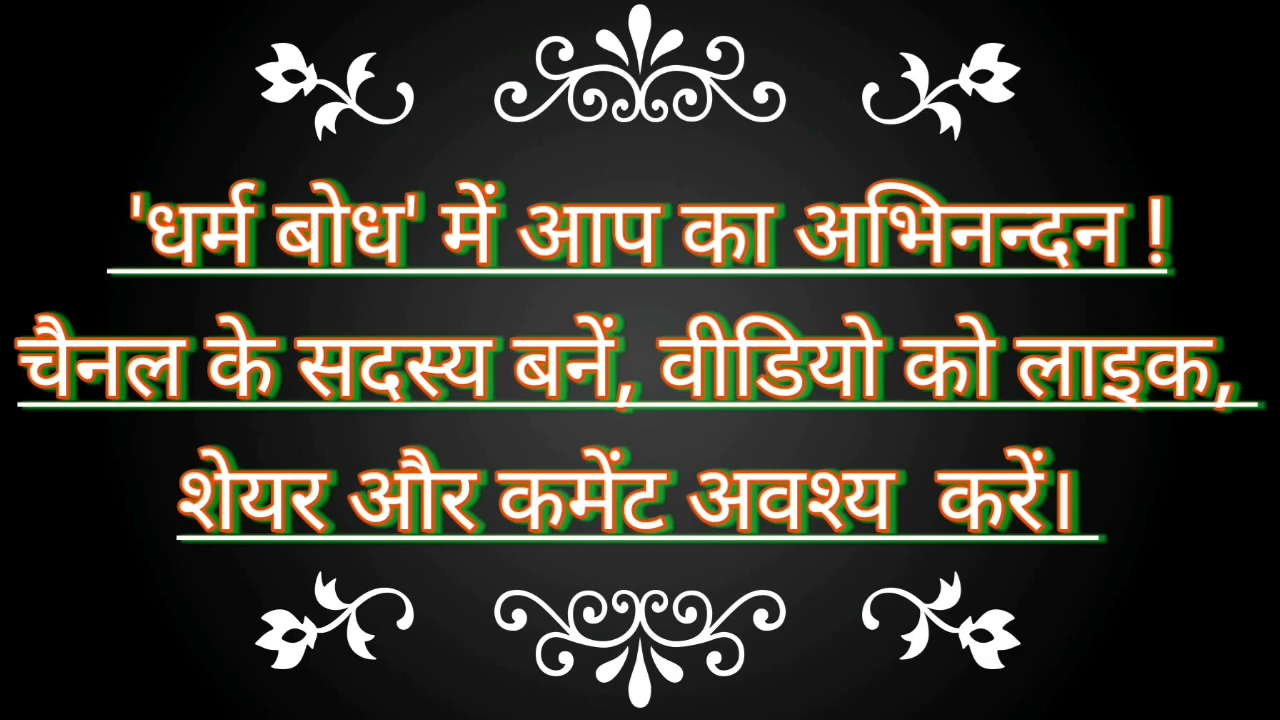 'धर्म बोध' में आप का अभिनन्दन !
चैनल के सदस्य बनें, वीडियो को लाइक,
शेयर और कमेंट अवश्य करें।